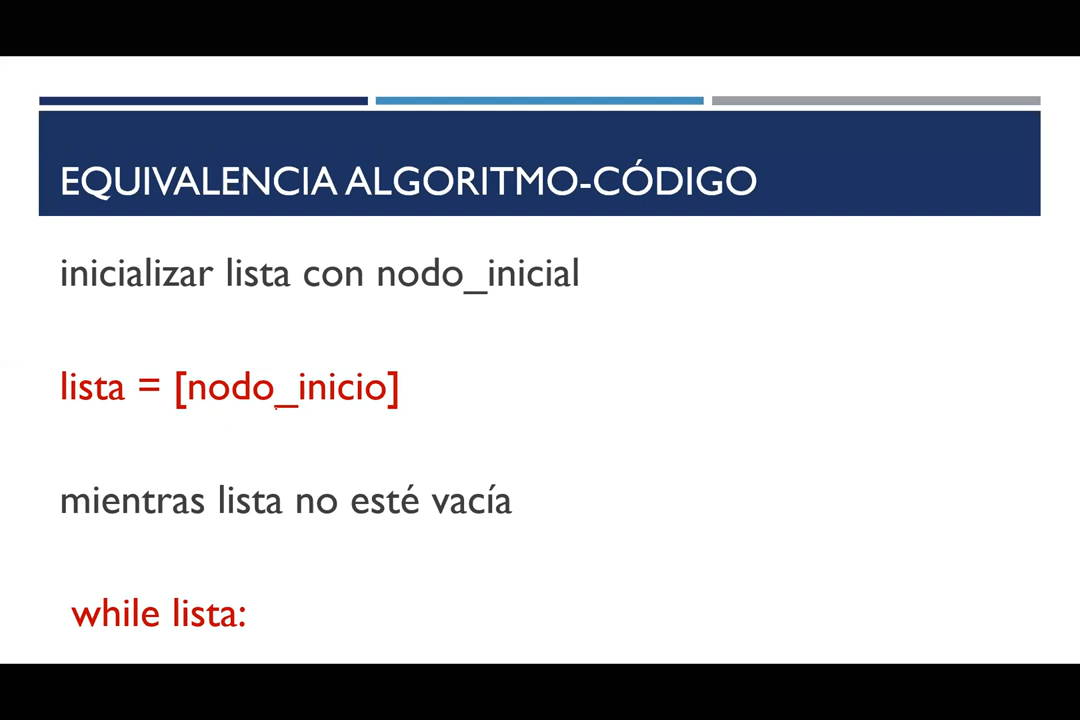 EQUIVALENCIA ALGORITMO-CÓDIGO
inicializar lista con nodo_inicial
lista = [nodo_inicio]
mientras lista no esté vacía
while lista: